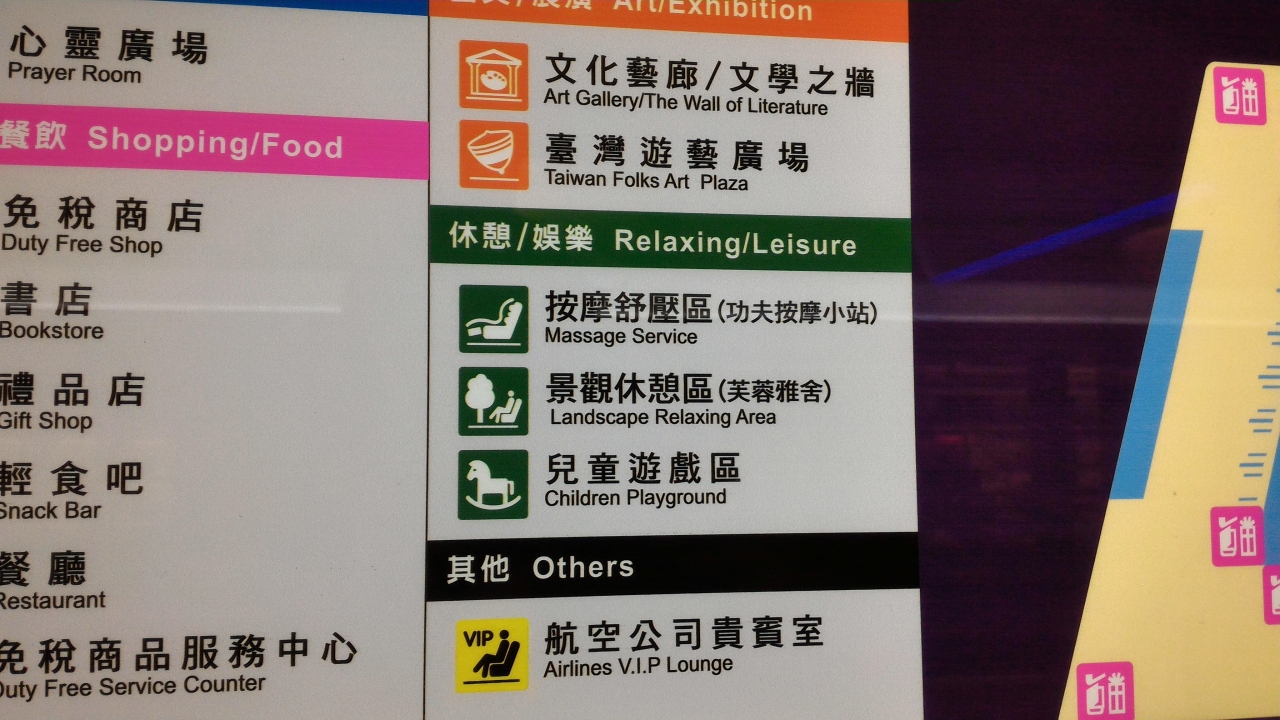 心靈廣場
Prayer Room
餐飲 Shopping/Food
免稅商店
Duty Free Shop
書店
Bookstore
禮品店
Gift Shop
輕食吧
Snack Bar
餐廳
Restaurant
免稅商品服務中心
Duty Free Service Counter
Art/Exhibition
文化藝廊/文學之牆
Art Gallery/The Wall of Literature
臺灣遊藝廣場
Taiwan Folks Art Plaza
休憩/娛樂 Relaxing/Leisure
按摩舒壓區(功夫按摩小站)
Massage Service
景觀休憩區(芙蓉雅舍)
Landscape Relaxing Area
兒童遊戲區
Children Playground
其他 Others
VIP
航空公司貴賓室
Airlines V.I.P Lounge